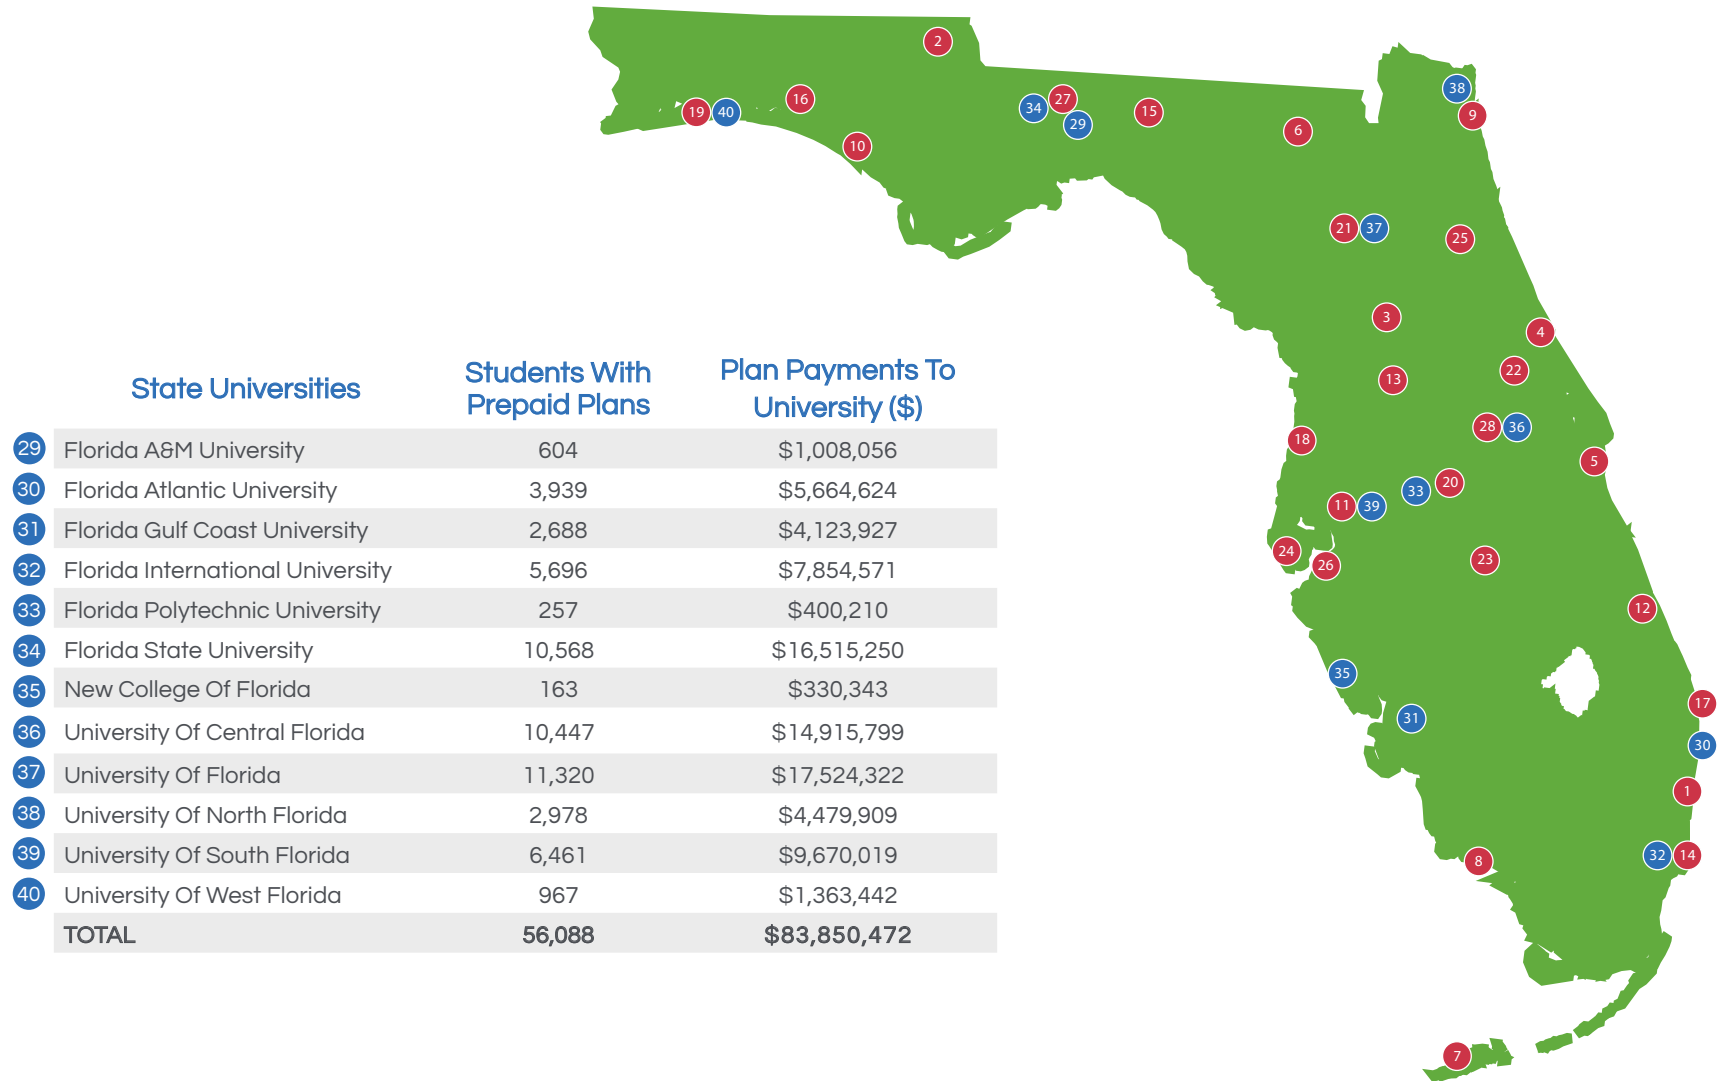 State Universities
Students With
Prepaid Plans
Plan Payments To
University ($)
29 Florida A&M University 604 $1,008,056
30 Florida Atlantic University 3,939 $5,664,624
31 Florida Gulf Coast University 2,688 $4,123,927
32 Florida International University 5,696 $7,854,571
33 Florida Polytechnic University 257 $400,210
34 Florida State University 10,568 $16,515,250
35 New College Of Florida 163 $330,343
36 University Of Central Florida 10,447 $14,915,799
37 University Of Florida 11,320 $17,524,322
38 University Of North Florida 2,978 $4,479,909
39 University Of South Florida 6,461 $9,670,019
40 University Of West Florida 967 $1,363,442
TOTAL 56,088 $83,850,472
2
38
16
27
34
19
40
15
9
29
6
10
21
37
25
3
4
22
13
28
36
18
5
20
33
11
39
24
23
26
12
35
17
31
30
1
32
14
8
7